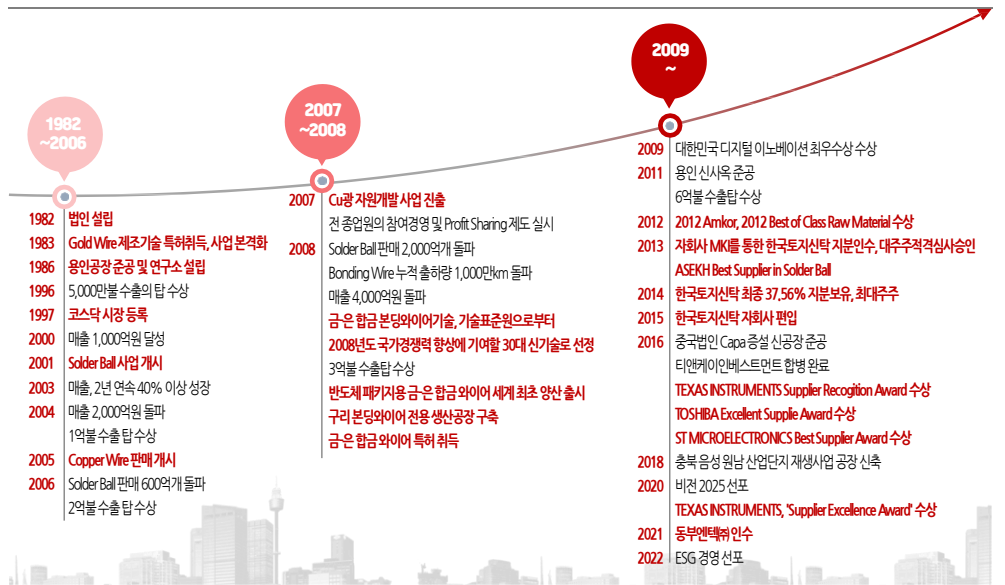 1982
~2006
1982 법인 설립
1983 Gold Wire 제조기술 특허취득, 사업 본격화
1986 용인공장 준공 및 연구소 설립
1996 5,000만불 수출의 탑 수상
1997 코스닥 시장 등록
2000 매출 1,000억원 달성
2001 Solder Ball 사업 개시
2003 매출, 2년 연속 40% 이상 성장
2004 매출 2,000억원 돌파
1억불 수출 탑 수상
2005 Copper Wire 판매 개시
2006 Solder Ball 판매 600억개 돌파
2억불 수출 탑 수상
2007
~2008
2007 Cu광 자원개발 사업 진출
전 종업원의 참여경영 및 Profit Sharing 제도 실시
2008 Solder Ball 판매 2,000억개 돌파
Bonding Wire 누적 출하량 1,000만km 돌파
매출 4,000억원 돌파
금-은 합금 본딩와이어기술, 기술표준원으로부터
2008년도 국가경쟁력 향상에 기여할 30대 신기술로 선정
3억불 수출탑 수상
반도체 패키지용 금-은 합금 와이어 세계 최초 양산 출시
구리 본딩와이어 전용 생산공장 구축
금-은 합금 와이어 특허 취득
2009
~
2009 대한민국 디지털 이노베이션 최우수상 수상
2011 용인 신사옥 준공
6억불 수출탑 수상
2012 2012 Amkor, 2012 Best of Class Raw Material 수상
2013 자회사 MKI를 통한 한국토지신탁 지분인수, 대주주적격심사승인
ASEKH Best Supplier in Solder Ball
2014 한국토지신탁 최종 37,56% 지분보유, 최대주주
2015 한국토지신탁 자회사 편입
2016 중국법인 Capa 증설 신공장 준공
티앤케이인베스트먼트 합병 완료
TEXAS INSTRUMENTS Supplier Recogition Award 수상
TOSHIBA Excellent Supplie Award 수상
ST MICROELECTRONICS Best Supplier Award 수상
2018 충북 음성 원남 산업단지 재생사업 공장 신축
2020 비전 2025 선포
TEXAS INSTRUMENTS, 'Supplier Excellence Award' 수상
2021 동부엔텍㈜ 인수
2022 ESG 경영 선포